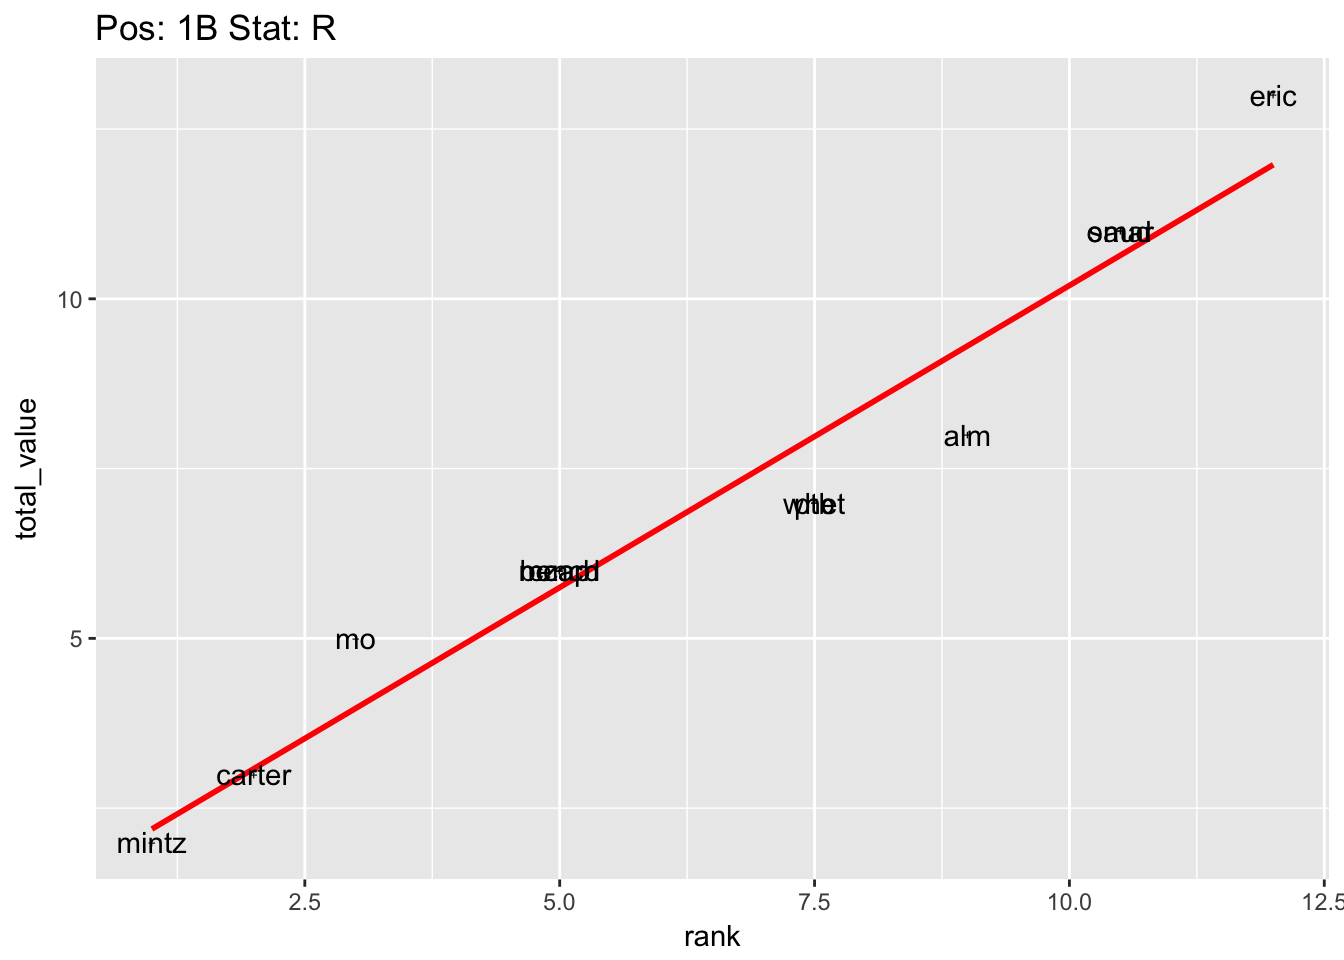 Pos: 1B Stat: R
eric
alm
mo
carter
mintz
10
5
total_value
2.5
5.0
7.5
10.0
12.5
rank